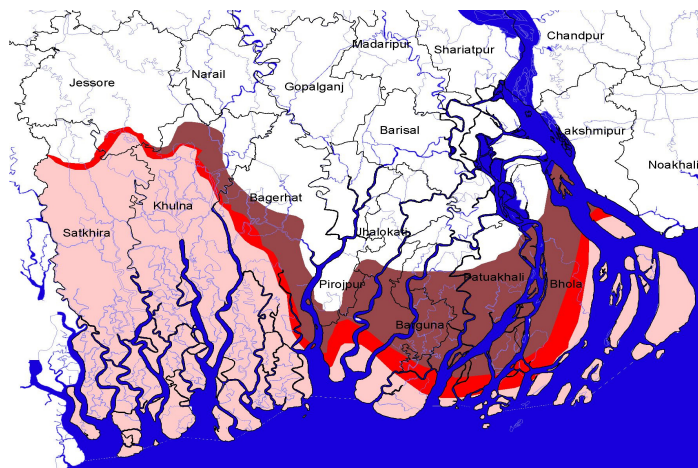 Chandpur
Madaripur
Shariatpur
Narail
Jessore
Gopalganj
Barisal
Lakshmipur
Noakhali
Bagerhat
Khulna
Satkhira
Jhalokati
Pirojpur
Patuakhali
Bhola
Barguna